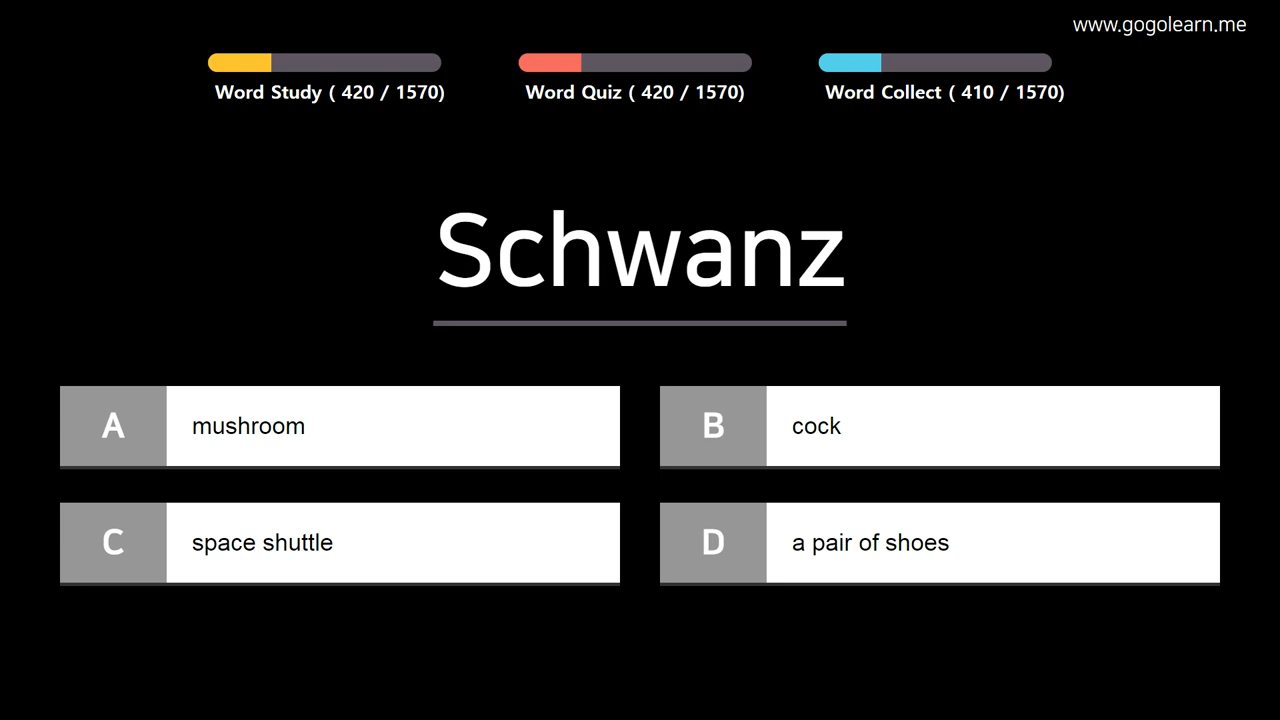 www.gogolearn.me
Word Study ( 420 / 1570)
Word Quiz ( 420 / 1570)
Word Collect ( 410 / 1570)
Schwanz
A
mushroom
B
cock
C
space shuttle
D
a pair of shoes